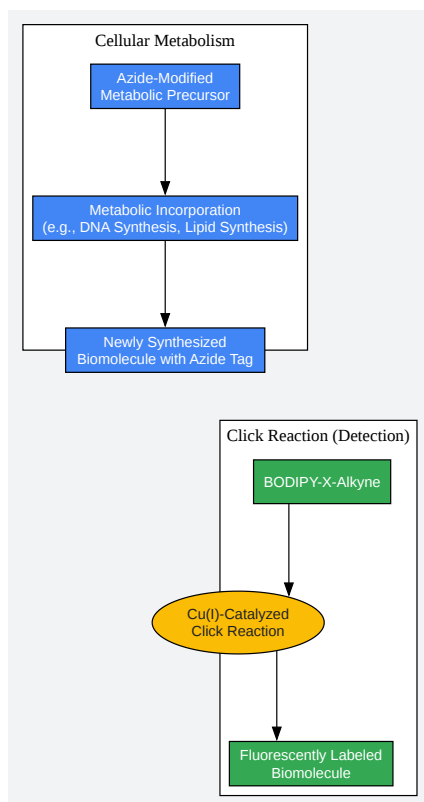 Cellular Metabolism
Azide-Modified
Metabolic Precursor
Metabolic Incorporation
(e.g., DNA Synthesis, Lipid Synthesis)
Newly Synthesized
Biomolecule with Azide Tag
Click Reaction (Detection)
BODIPY-X-Alkyne
Cu(I)-Catalyzed
Click Reaction
Fluorescently Labeled
Biomolecule